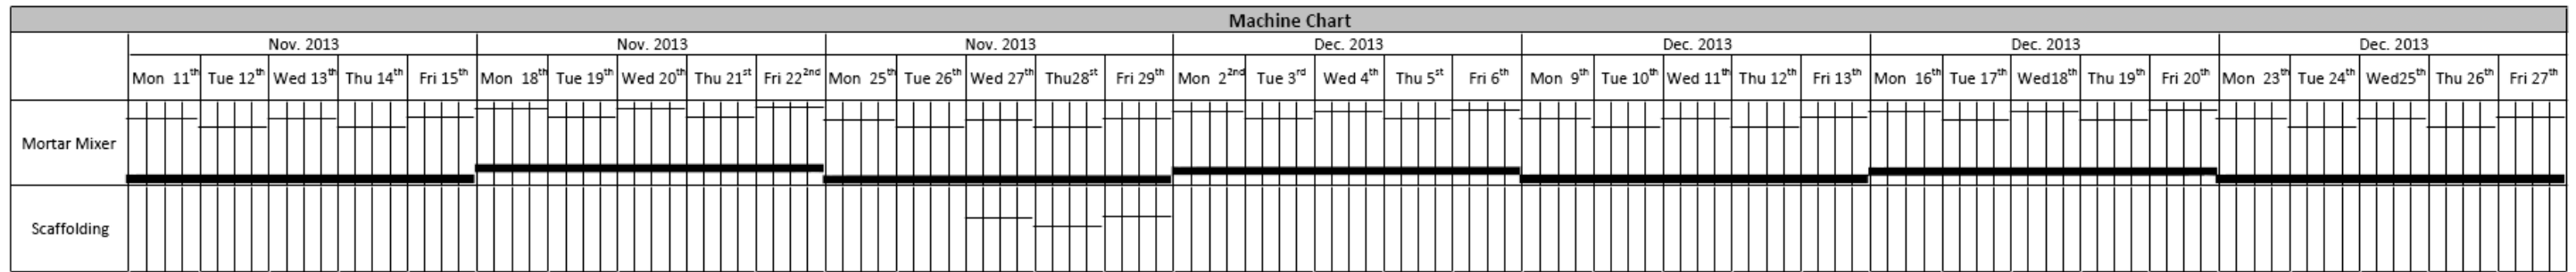 Machine Chart
Nov. 2013 Nov. 2013 Nov. 2013 Dec. 2013 Dec. 2013 Dec. 2013 Dec. 2013
Mon 11th Tue 12th Wed 13th Thu 14th Fri 15th Mon 18th Tue 19th Wed 20th Thu 21st Fri 22nd Mon 25th Tue 26th Wed 27th Thu28st Fri 29th Mon 22nd Tue 3rd Wed 4th Thu 5st Fri 6th Mon 9th Tue 10th Wed 11th Thu 12th Fri 13th Mon 16th Tue 17th Wed18th Thu 19th Fri 20th Mon 23th Tue 24th Wed25th Thu 26th Fri 27th
Mortar Mixer
Scaffolding